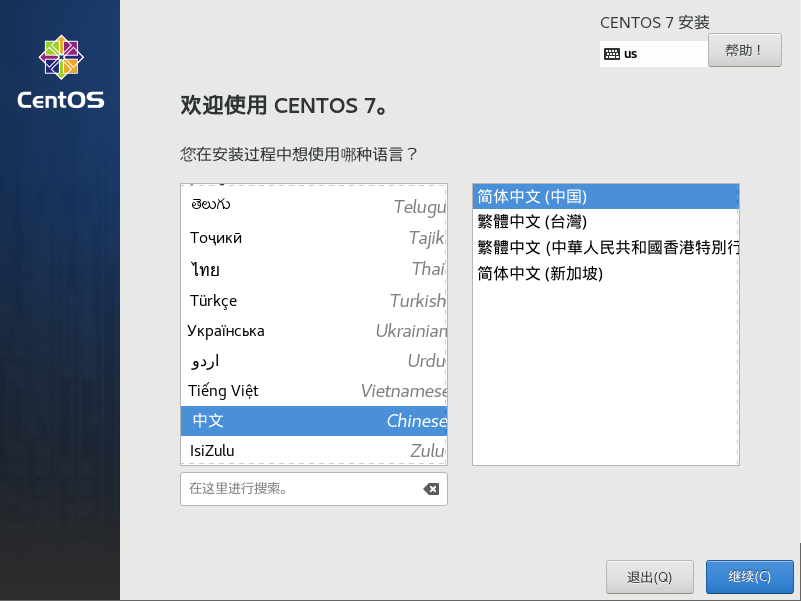 CentOS
CENTOS 7 安装
us
帮助！
欢迎使用 CENTOS 7。
您在安装过程中想使用哪种语言？
తెలుగు Telugu
Тоҷикӣ Tajik
ไทย Thai
Türkçe Turkish
Українська Ukrainian
اردو Urdu
Tiếng Việt Vietnamese
中文 Chinese
IsiZulu Zulu
简体中文 (中国)
繁體中文 (台灣)
繁體中文 (中華人民共和國香港特別行
简体中文 (新加坡)
在这里进行搜索。
退出(Q)
继续(C)